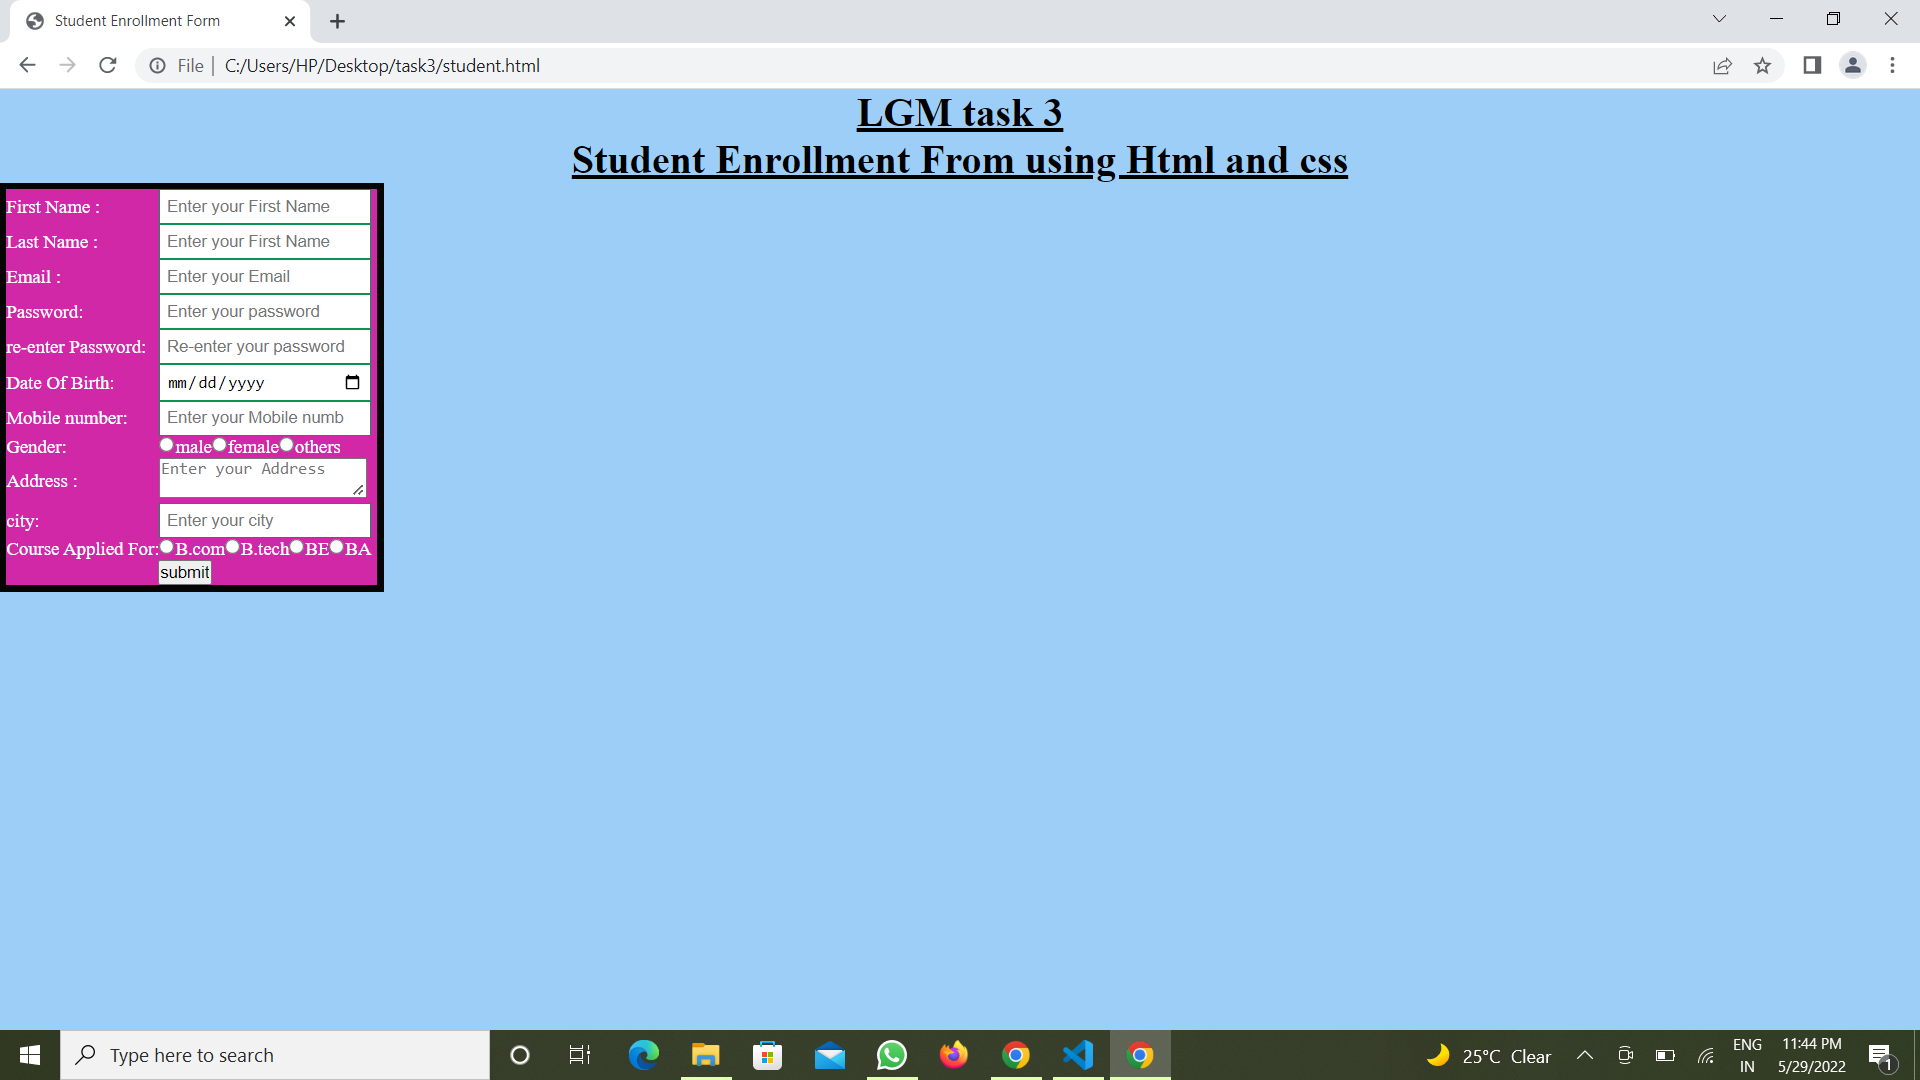 Student Enrollment Form
File | C:/Users/HP/Desktop/task3/student.html
LGM task 3
Student Enrollment From using Html and css
First Name : Enter your First Name
Last Name : Enter your First Name
Email : Enter your Email
Password: Enter your password
re-enter Password: Re-enter your password
Date Of Birth: mm/dd/yyyy
Mobile number: Enter your Mobile numb
Gender: male female others
Address : Enter your Address
city: Enter your city
Course Applied For: B.com B.tech BE BA
submit
Type here to search
25°C Clear
ENG
IN
11:44 PM
5/29/2022
1